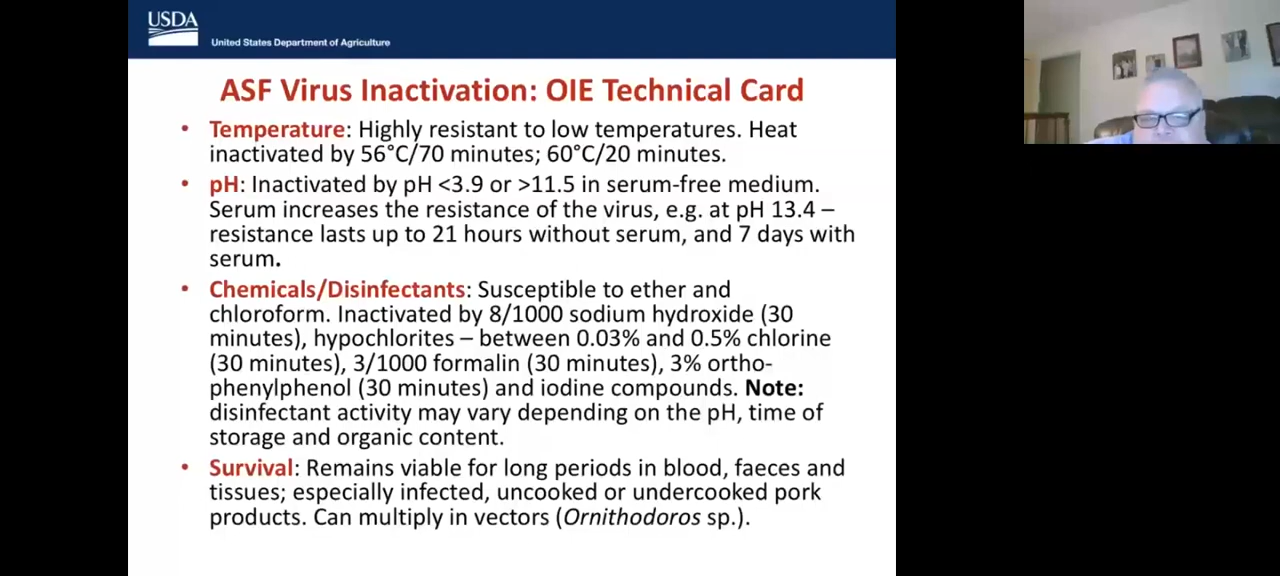 USDA
United States Department of Agriculture
ASF Virus Inactivation: OIE Technical Card
• Temperature: Highly resistant to low temperatures. Heat
inactivated by 56°C/70 minutes; 60°C/20 minutes.
• pH: Inactivated by pH <3.9 or >11.5 in serum-free medium.
Serum increases the resistance of the virus, e.g. at pH 13.4 –
resistance lasts up to 21 hours without serum, and 7 days with
serum.
• Chemicals/Disinfectants: Susceptible to ether and
chloroform. Inactivated by 8/1000 sodium hydroxide (30
minutes), hypochlorites – between 0.03% and 0.5% chlorine
(30 minutes), 3/1000 formalin (30 minutes), 3% ortho-
phenylphenol (30 minutes) and iodine compounds. Note:
disinfectant activity may vary depending on the pH, time of
storage and organic content.
• Survival: Remains viable for long periods in blood, faeces and
tissues; especially infected, uncooked or undercooked pork
products. Can multiply in vectors (Ornithodoros sp.).